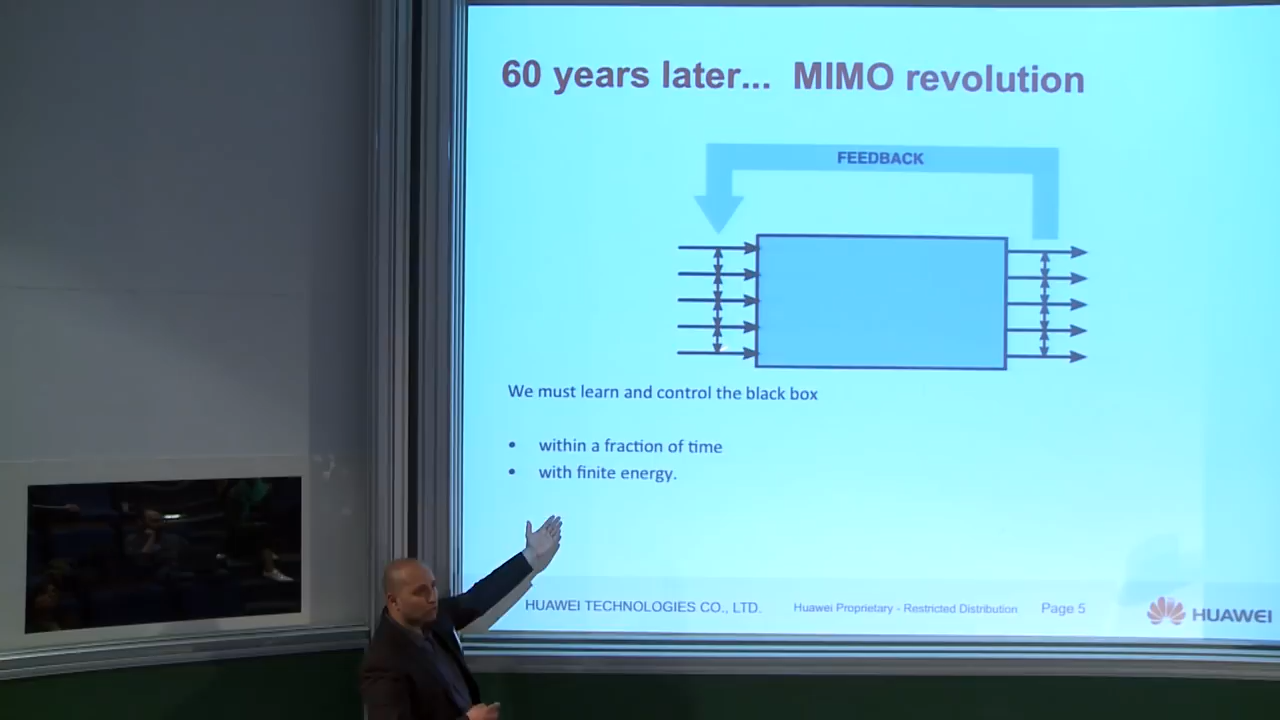 60 years later... MIMO revolution
FEEDBACK
We must learn and control the black box
• within a fraction of time
• with finite energy.
HUAWEI TECHNOLOGIES CO., LTD. Huawei Proprietary - Restricted Distribution Page 5 HUAWEI